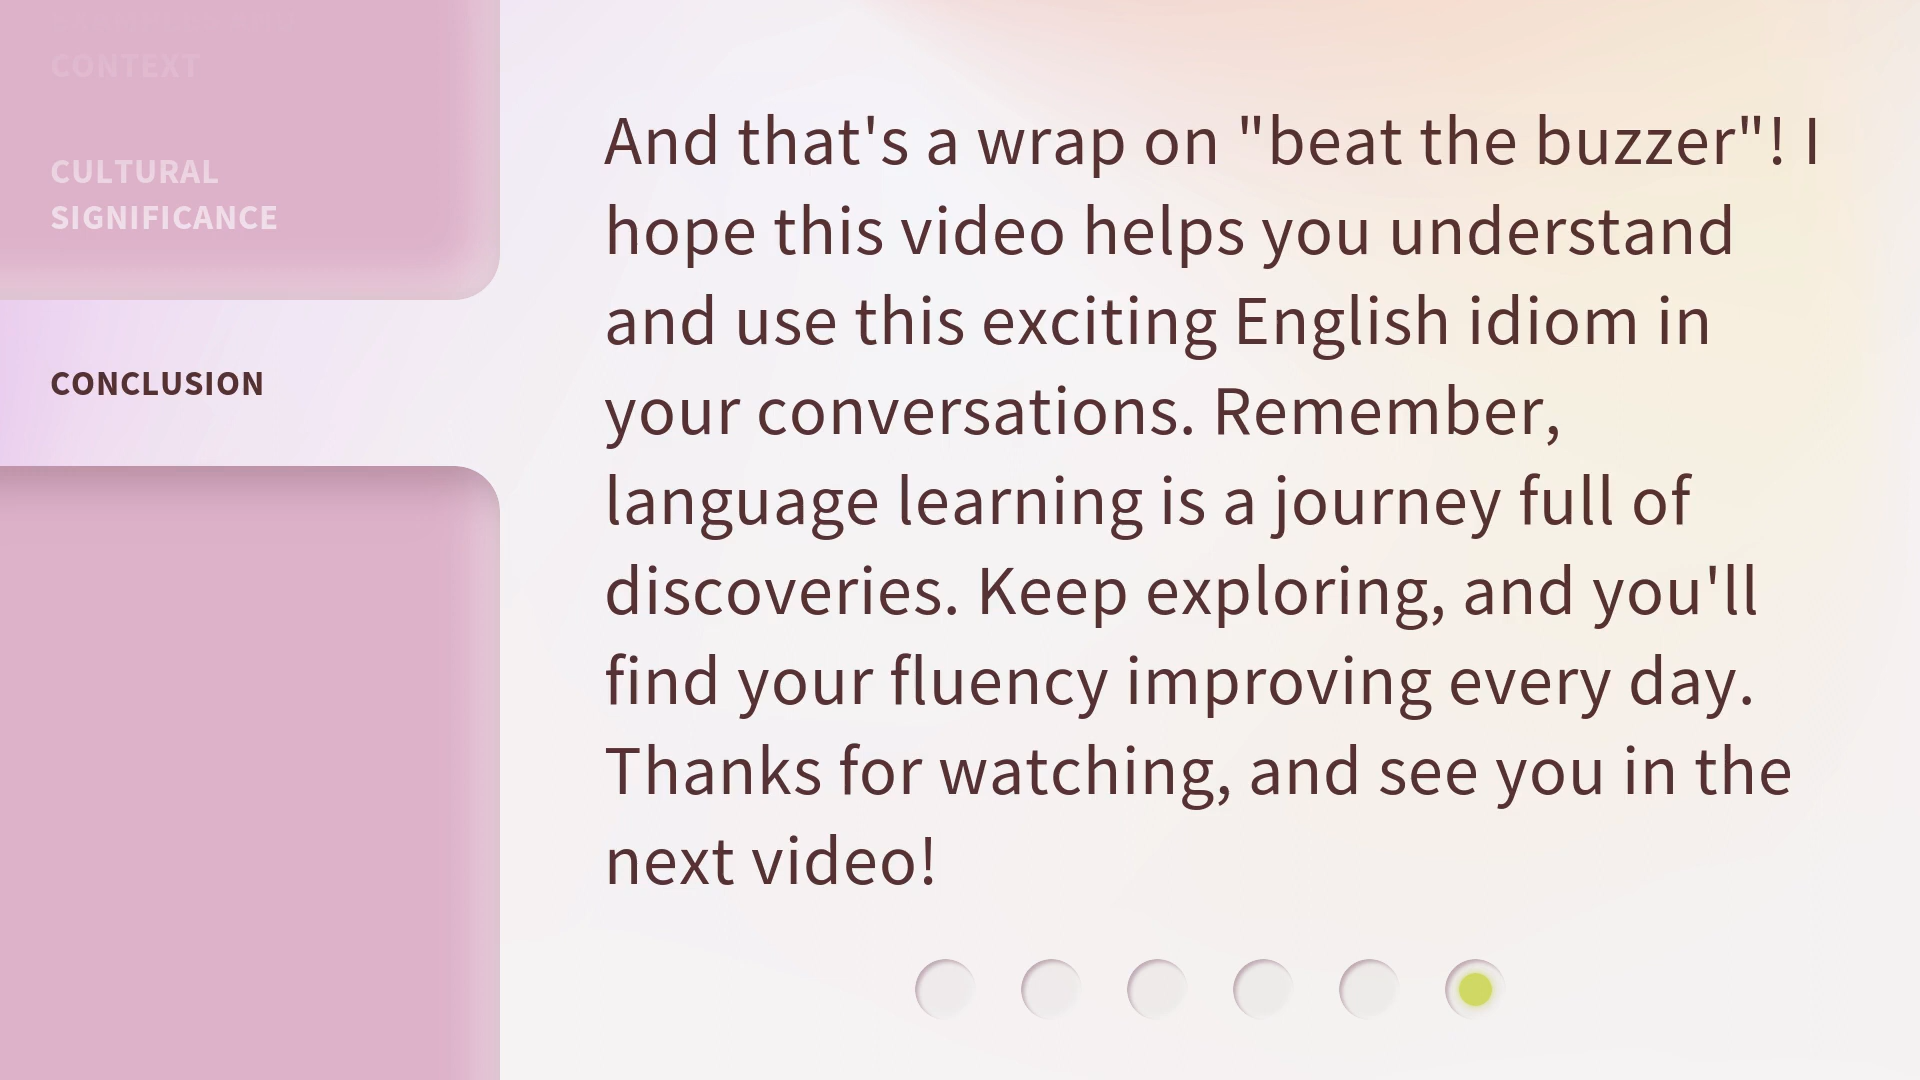 CONTEXT
CULTURAL
SIGNIFICANCE
CONCLUSION
And that's a wrap on "beat the buzzer"! I
hope this video helps you understand
and use this exciting English idiom in
your conversations. Remember,
language learning is a journey full of
discoveries. Keep exploring, and you'll
find your fluency improving every day.
Thanks for watching, and see you in the
next video!